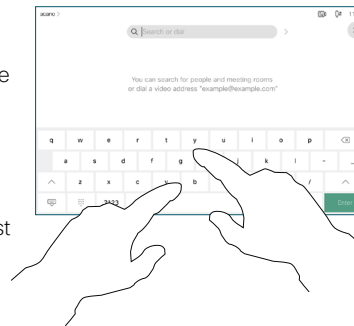 acano >
Search or dial
e
You can search for people and meeting rooms
or dial a video address "example@example.com"
q w e r t y u i o p
a s d f g j k l - _
z x c v b /
Enter
st